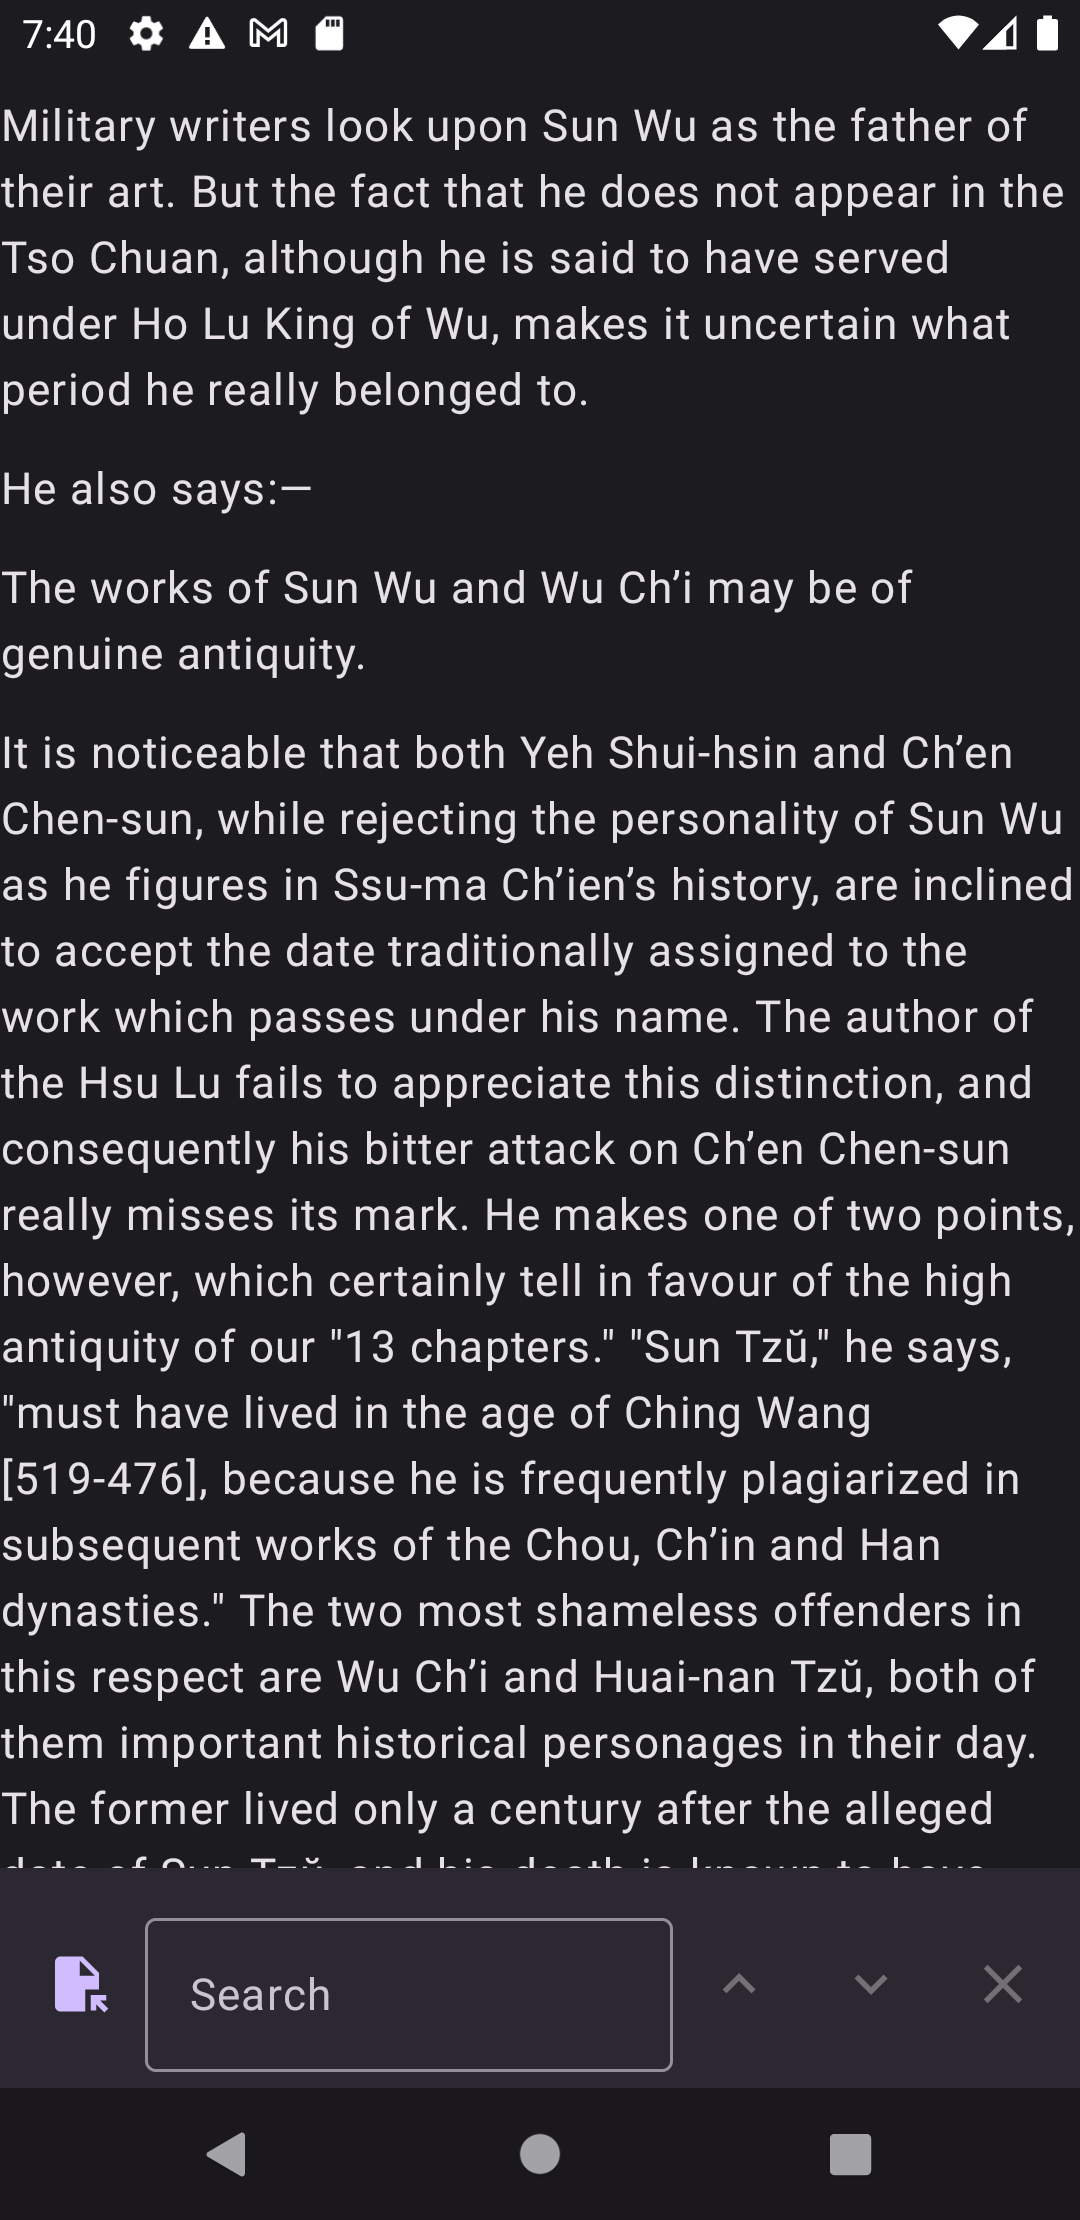 7:40
Military writers look upon Sun Wu as the father of
their art. But the fact that he does not appear in the
Tso Chuan, although he is said to have served
under Ho Lu King of Wu, makes it uncertain what
period he really belonged to.
He also says:—
The works of Sun Wu and Wu Ch’i may be of
genuine antiquity.
It is noticeable that both Yeh Shui-hsin and Ch’en
Chen-sun, while rejecting the personality of Sun Wu
as he figures in Ssu-ma Ch’ien’s history, are inclined
to accept the date traditionally assigned to the
work which passes under his name. The author of
the Hsu Lu fails to appreciate this distinction, and
consequently his bitter attack on Ch’en Chen-sun
really misses its mark. He makes one of two points,
however, which certainly tell in favour of the high
antiquity of our "13 chapters." "Sun Tzŭ," he says,
"must have lived in the age of Ching Wang
[519-476], because he is frequently plagiarized in
subsequent works of the Chou, Ch’in and Han
dynasties." The two most shameless offenders in
this respect are Wu Ch’i and Huai-nan Tzŭ, both of
them important historical personages in their day.
The former lived only a century after the alleged
date of Sun Tzŭ, and his death is known to have
Search